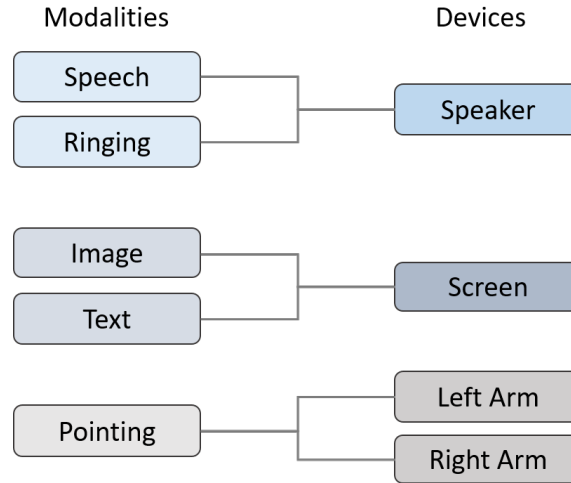 Modalities
Devices
Speech
Speaker
Ringing
Image
Screen
Text
Left Arm
Pointing
Right Arm